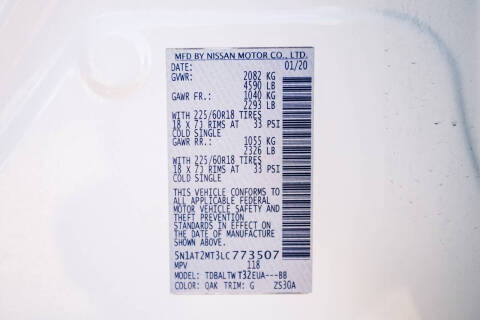 MFD BY NISSAN MOTOR CO., LTD.
DATE: 01/20
GVWR: 2082 KG
4590 LB
GAWR FR.: 1040 KG
2293 LB
WITH 225/60R18 TIRES
18 X 7J RIMS AT 33 PSI
COLD SINGLE
GAWR RR.: 1055 KG
2326 LB
WITH 225/60R18 TIRES
18 X 7J RIMS AT 33 PSI
COLD SINGLE
THIS VEHICLE CONFORMS TO
ALL APPLICABLE FEDERAL
MOTOR VEHICLE SAFETY AND
THEFT PREVENTION
STANDARDS IN EFFECT ON
THE DATE OF MANUFACTURE
SHOWN ABOVE.
5N1AT2MT3LC773507
MPV 118
MODEL: TDBALTW T32EUA---BB
COLOR: QAK TRIM: G ZS30A